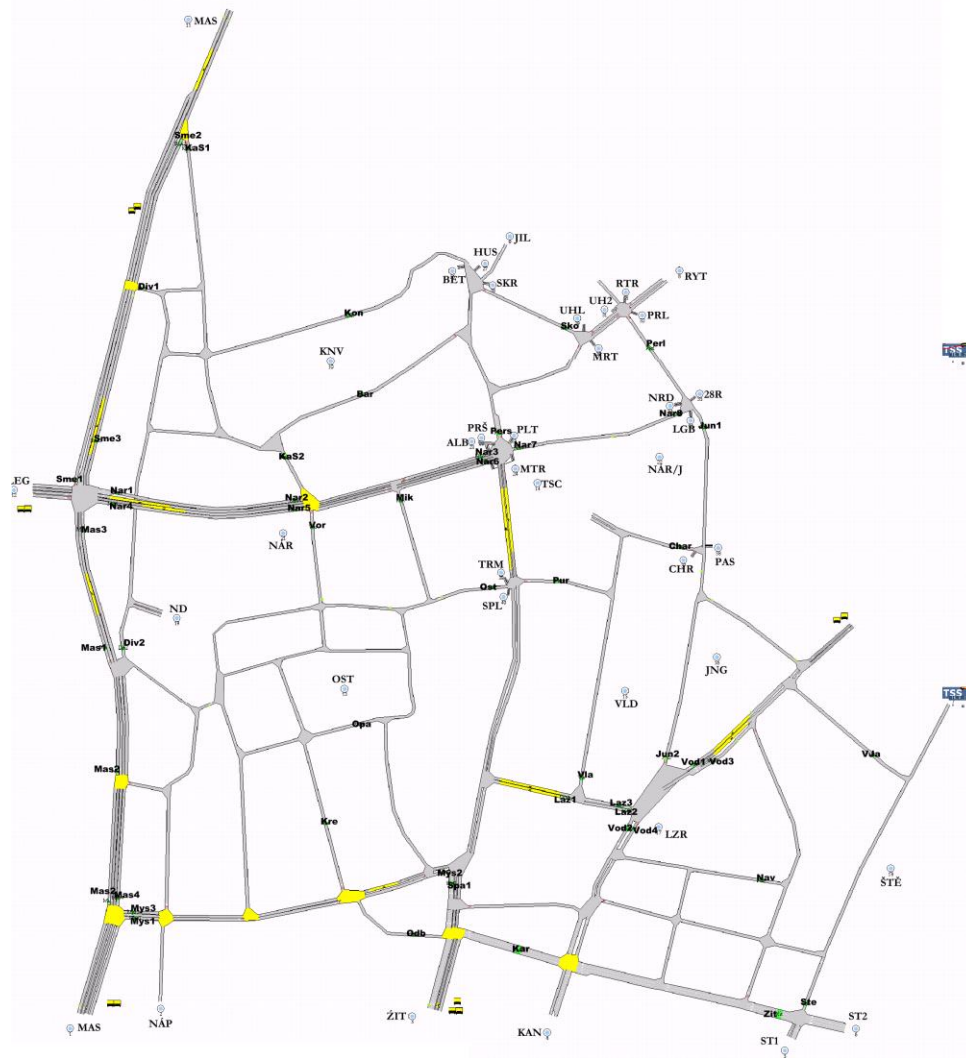 MAS
Sme2
KaS1
JIL
HUS
BET
SKR
RYT
RTR
UH2
PRL
UHL
Sko
MRT
Div1
Kon
KNV
Perl
TSS
Bar
28R
NRD
Nar8
LGB
Jun1
Sme3
PRŠ
Pers
PLT
ALB
Nar7
Nar3
Nar6
KaS2
MTR
NÁR/J
TSC
Sme1
EG
Nar1
Nar4
Nar2
Nar5
Mik
Mas3
Vor
NÁR
Char
PAS
CHR
TRM
Ost
Pur
SPL
ND
Mas1
Div2
JNG
OST
VLD
TSS
Opa
Jun2
Vod1
Vod3
VJa
Mas2
Vla
Laz1
Laz3
Laz2
Kre
Vod2
Vod4
LZR
Mys2
Spa1
Nav
ŠTĚ
Mas2
Mas4
Mys3
Mys1
Odb
Kar
Ste
Zit
MAS
NÁP
ŹIT
KAN
ST1
ST2